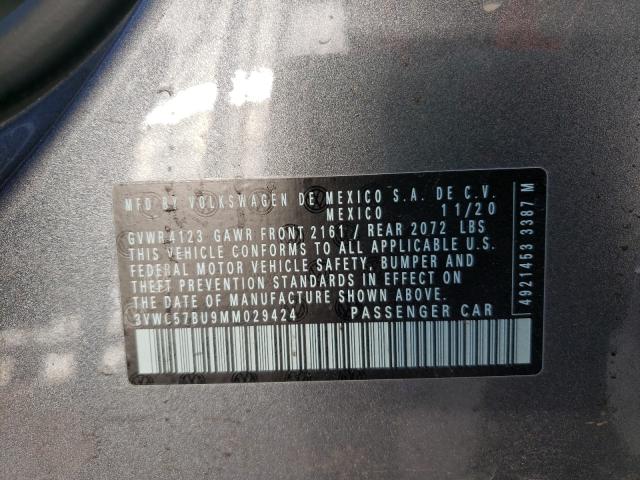 MFD BY VOLKSWAGEN DE MEXICO S.A. DE C.V.
MEXICO 11/20
GVWR 4123 GAWR FRONT 2161 / REAR 2072 LBS
THIS VEHICLE CONFORMS TO ALL APPLICABLE U.S.
FEDERAL MOTOR VEHICLE SAFETY, BUMPER AND
THEFT PREVENTION STANDARDS IN EFFECT ON
THE DATE OF MANUFACTURE SHOWN ABOVE.
3VWC57BU9MM029424 PASSENGER CAR
4921453 3387 M